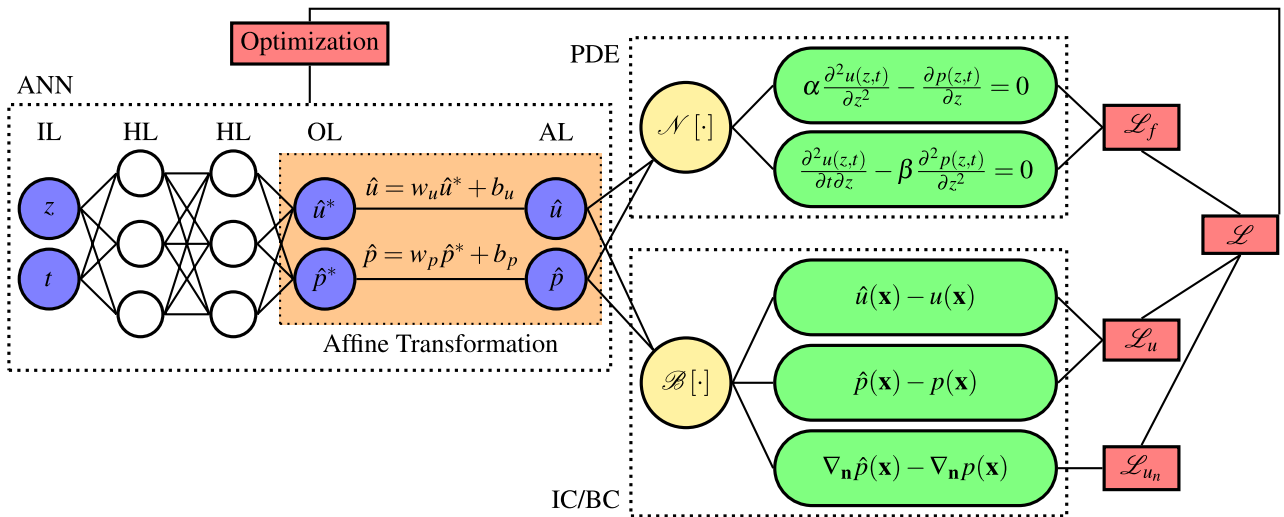 Optimization
ANN
IL HL HL OL AL
z
t
û*
p̂*
û = w_u û* + b_u
p̂ = w_p p̂* + b_p
û
p̂
Affine Transformation
PDE
𝒩[·]
α ∂²u(z,t)/∂z² − ∂p(z,t)/∂z = 0
∂²u(z,t)/∂t∂z − β ∂²p(z,t)/∂z² = 0
ℒ_f
ℒ
IC/BC
ℬ[·]
û(𝐱) − u(𝐱)
p̂(𝐱) − p(𝐱)
∇_𝐧 p̂(𝐱) − ∇_𝐧 p(𝐱)
ℒ_u
ℒ_{u_n}